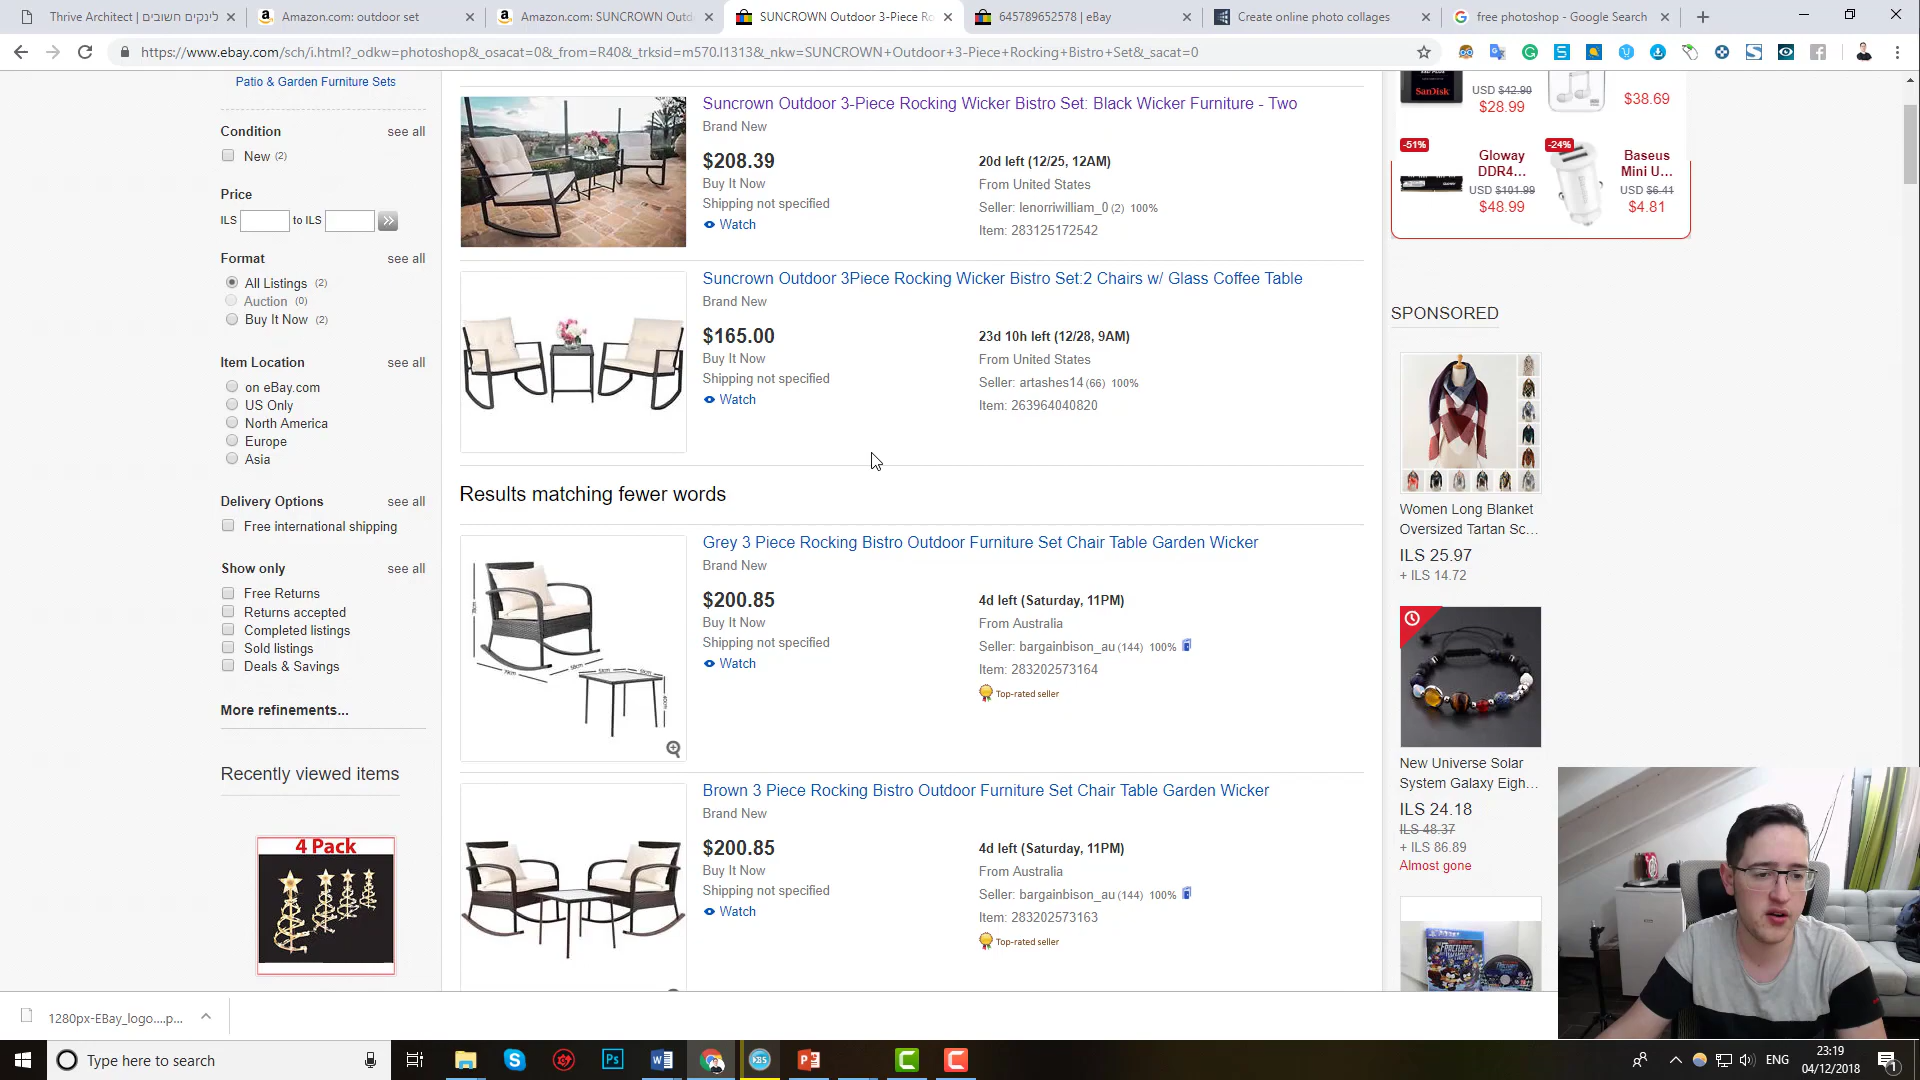 Thrive Architect | לינקים חשובים
Amazon.com: outdoor set
Amazon.com: SUNCROWN Outd
SUNCROWN Outdoor 3-Piece Ro
645789652578 | eBay
Create online photo collages
free photoshop - Google Search
https://www.ebay.com/sch/i.html?_odkw=photoshop&_osacat=0&_from=R40&_trksid=m570.l1313&_nkw=SUNCROWN+Outdoor+3-Piece+Rocking+Bistro+Set&_sacat=0
Patio & Garden Furniture Sets
Condition
see all
New (2)
Price
ILS
to ILS
Format
see all
All Listings (2)
Auction (0)
Buy It Now (2)
Item Location
see all
on eBay.com
US Only
North America
Europe
Asia
Delivery Options
see all
Free international shipping
Show only
see all
Free Returns
Returns accepted
Completed listings
Sold listings
Deals & Savings
More refinements...
Recently viewed items
4 Pack
Suncrown Outdoor 3-Piece Rocking Wicker Bistro Set: Black Wicker Furniture - Two
Brand New
$208.39
Buy It Now
Shipping not specified
Watch
20d left (12/25, 12AM)
From United States
Seller: lenorriwilliam_0 (2) 100%
Item: 283125172542
Suncrown Outdoor 3Piece Rocking Wicker Bistro Set:2 Chairs w/ Glass Coffee Table
Brand New
$165.00
Buy It Now
Shipping not specified
Watch
23d 10h left (12/28, 9AM)
From United States
Seller: artashes14 (66) 100%
Item: 263964040820
Results matching fewer words
Grey 3 Piece Rocking Bistro Outdoor Furniture Set Chair Table Garden Wicker
Brand New
$200.85
Buy It Now
Shipping not specified
Watch
4d left (Saturday, 11PM)
From Australia
Seller: bargainbison_au (144) 100%
Item: 283202573164
Top-rated seller
Brown 3 Piece Rocking Bistro Outdoor Furniture Set Chair Table Garden Wicker
Brand New
$200.85
Buy It Now
Shipping not specified
Watch
4d left (Saturday, 11PM)
From Australia
Seller: bargainbison_au (144) 100%
Item: 283202573163
Top-rated seller
SanDisk
USD $42.90
$28.99
$38.69
-51%
Gloway
DDR4...
USD $101.99
$48.99
-24%
Baseus
Mini U...
USD $6.41
$4.81
SPONSORED
Women Long Blanket
Oversized Tartan Sc...
ILS 25.97
+ ILS 14.72
New Universe Solar
System Galaxy Eigh...
ILS 24.18
ILS 48.37
+ ILS 86.89
Almost gone
1280px-EBay_logo....p...
Type here to search
ENG
23:19
04/12/2018